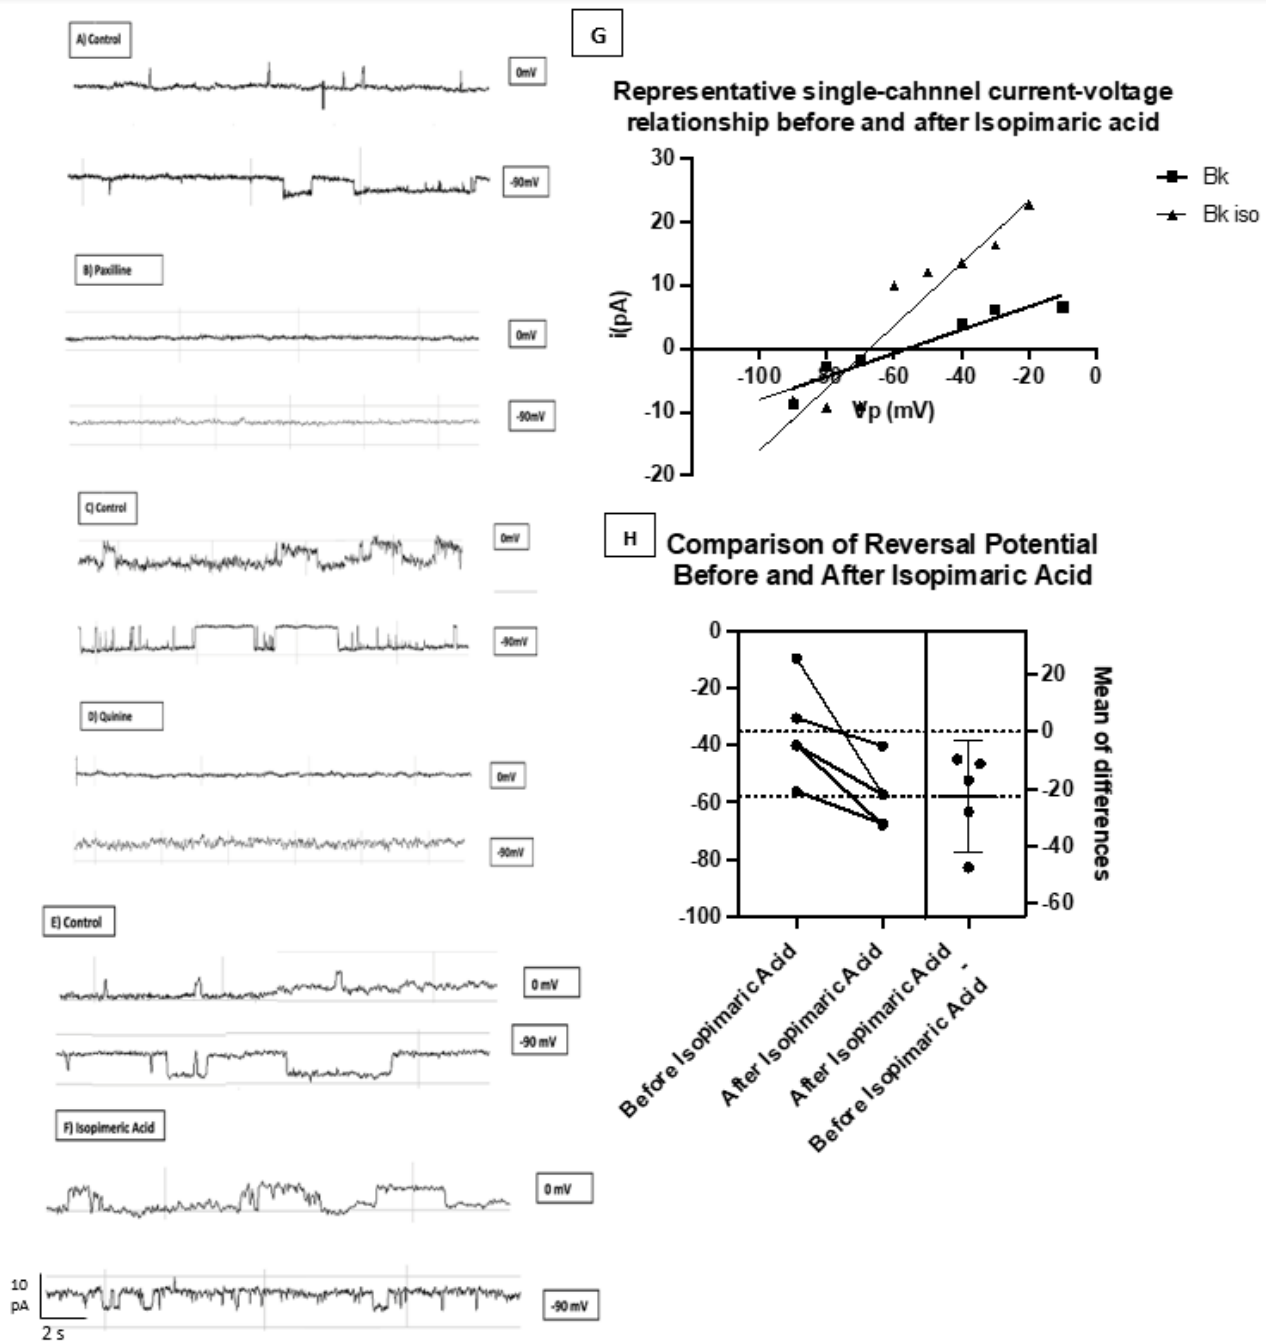 A) Control
0mV
-90mV
B) Paxilline
0mV
-90mV
C) Control
0mV
-90mV
D) Quinine
0mV
-90mV
E) Control
0 mV
-90 mV
F) Isopimeric Acid
0 mV
10
pA
-90 mV
2 s
G
Representative single-cahnnel current-voltage
relationship before and after Isopimaric acid
30
20
10
0
-10
-20
i(pA)
-100
-80
-60
-40
-20
0
Vp (mV)
Bk
Bk iso
H
Comparison of Reversal Potential
Before and After Isopimaric Acid
0
-20
-40
-60
-80
-100
20
0
-20
-40
-60
Mean of differences
Before Isopimaric Acid
After Isopimaric Acid
After Isopimaric Acid
-
Before Isopimaric Acid